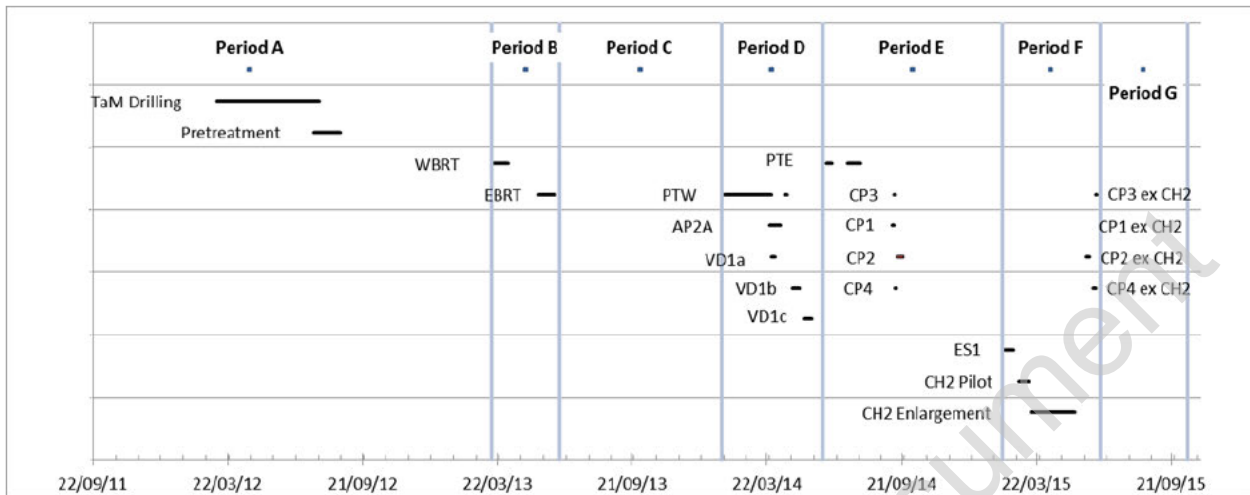 Period A Period B Period C Period D Period E Period F
Period G
TaM Drilling
Pretreatment
WBRT PTE
EBRT PTW CP3 CP3 ex CH2
AP2A CP1 CP1 ex CH2
VD1a CP2 CP2 ex CH2
VD1b CP4 CP4 ex CH2
VD1c
ES1
CH2 Pilot
CH2 Enlargement
22/09/11 22/03/12 21/09/12 22/03/13 21/09/13 22/03/14 21/09/14 22/03/15 21/09/15